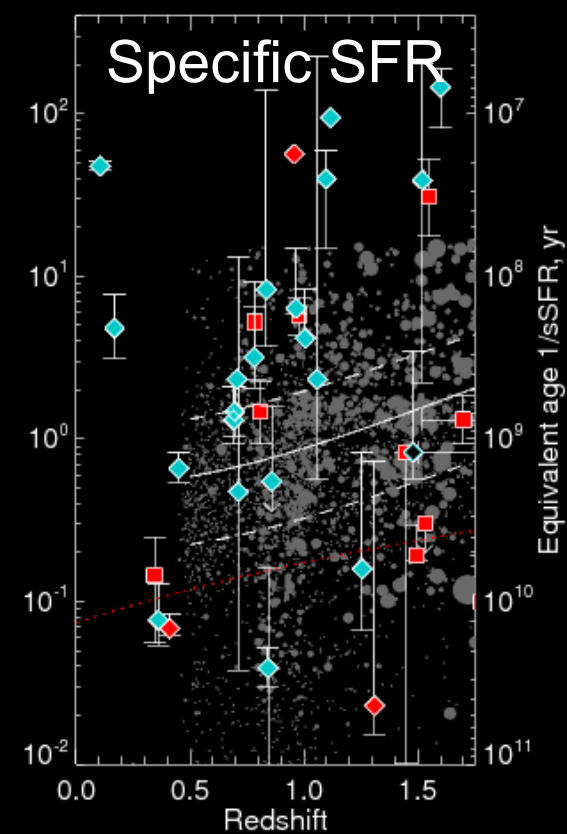 Specific SFR
10² 10⁷
10¹ 10⁸
10⁰ 10⁹
10⁻¹ 10¹⁰
10⁻² 10¹¹
0.0 0.5 1.0 1.5
Redshift
Equivalent age 1/sSFR, yr